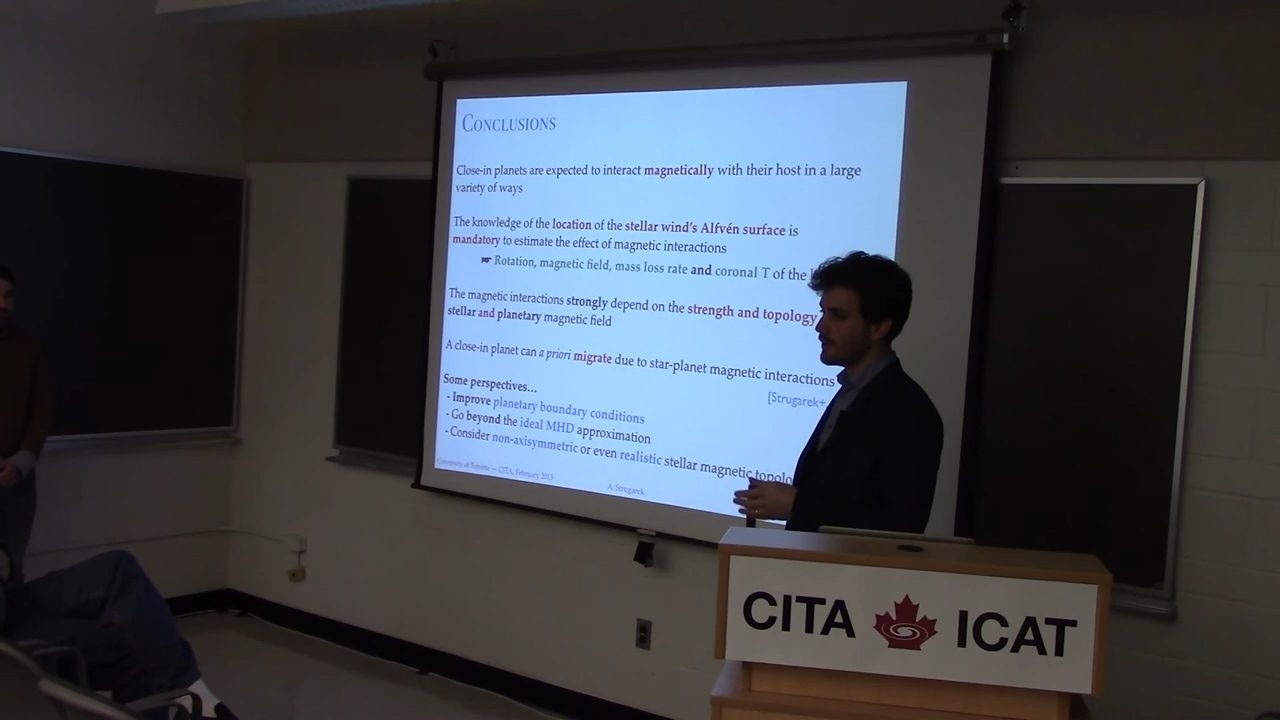 CONCLUSIONS
Close-in planets are expected to interact magnetically with their host in a large
variety of ways
The knowledge of the location of the stellar wind's Alfvén surface is
mandatory to estimate the effect of magnetic interactions
☛ Rotation, magnetic field, mass loss rate and coronal T of the
The magnetic interactions strongly depend on the strength and topology
stellar and planetary magnetic field
A close-in planet can a priori migrate due to star-planet magnetic interactions
[Strugarek+
Some perspectives...
- Improve planetary boundary conditions
- Go beyond the ideal MHD approximation
- Consider non-axisymmetric or even realistic stellar magnetic topolo
University of Toronto — CITA, February 2015
A. Strugarek
CITA ICAT